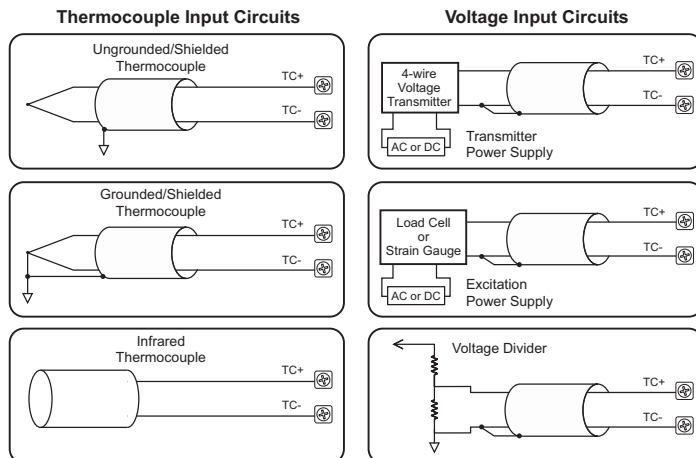 Thermocouple Input Circuits
Ungrounded/Shielded
Thermocouple
TC+
TC-
Grounded/Shielded
Thermocouple
TC+
TC-
Infrared
Thermocouple
TC+
TC-
Voltage Input Circuits
4-wire
Voltage
Transmitter
AC or DC
Transmitter
Power Supply
TC+
TC-
Load Cell
or
Strain Gauge
AC or DC
Excitation
Power Supply
TC+
TC-
Voltage Divider
TC+
TC-